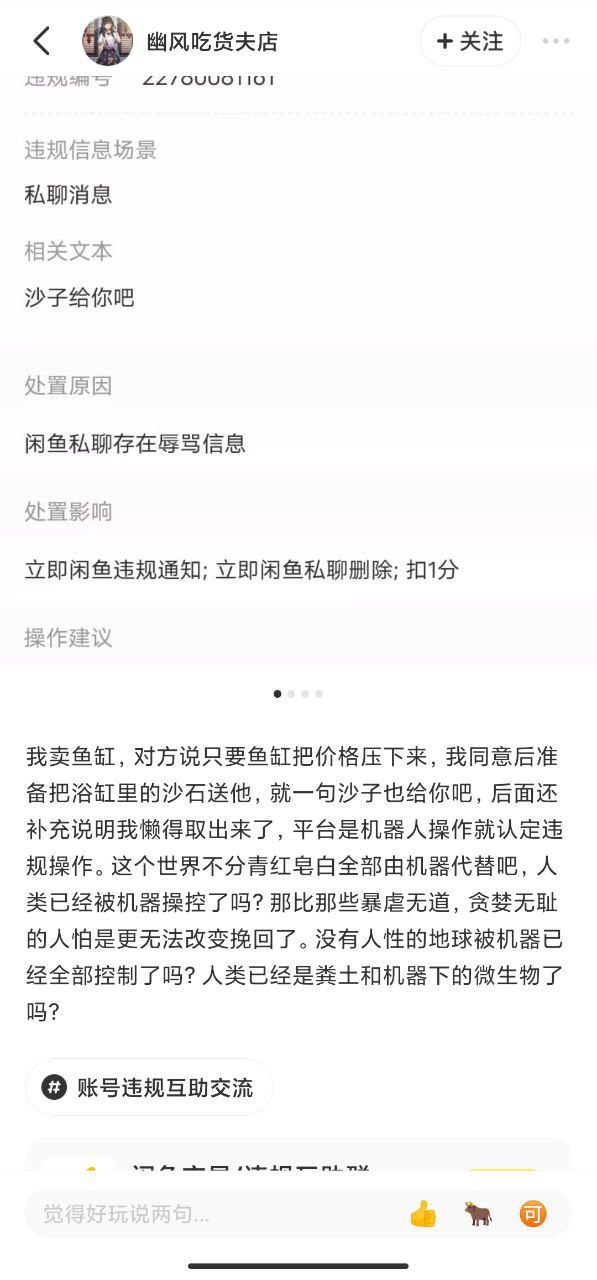 幽风吃货夫店
+ 关注
违规编号 22780081181
违规信息场景
私聊消息
相关文本
沙子给你吧
处置原因
闲鱼私聊存在辱骂信息
处置影响
立即闲鱼违规通知; 立即闲鱼私聊删除; 扣1分
操作建议
我卖鱼缸, 对方说只要鱼缸把价格压下来, 我同意后准
备把浴缸里的沙石送他, 就一句沙子也给你吧, 后面还
补充说明我懒得取出来了, 平台是机器人操作就认定违
规操作。这个世界不分青红皂白全部由机器代替吧, 人
类已经被机器操控了吗? 那比那些暴虐无道, 贪婪无耻
的人怕是更无法改变挽回了。没有人性的地球被机器已
经全部控制了吗? 人类已经是粪土和机器下的微生物了
吗?
# 账号违规互助交流
觉得好玩说两句...
可